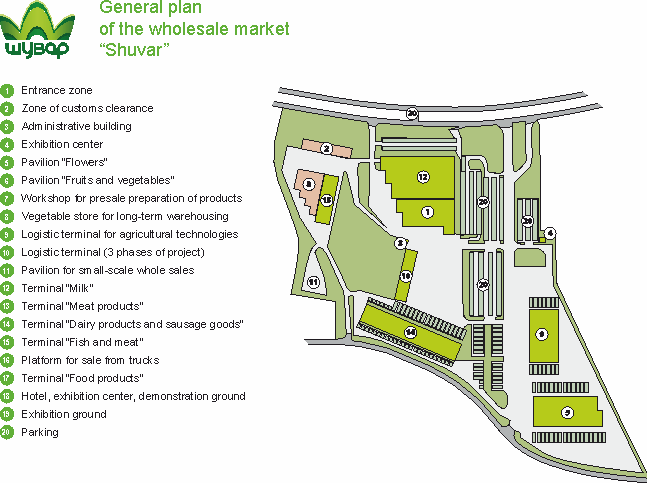 General plan
of the wholesale market
“Shuvar”
шувар
1 Entrance zone
2 Zone of customs clearance
3 Administrative building
4 Exhibition center
5 Pavilion “Flowers”
6 Pavilion “Fruits and vegetables”
7 Workshop for presale preparation of products
8 Vegetable store for long-term warehousing
9 Logistic terminal for agricultural technologies
10 Logistic terminal (3 phases of project)
11 Pavilion for small-scale whole sales
12 Terminal “Milk”
13 Terminal “Meat products”
14 Terminal “Dairy products and sausage goods”
15 Terminal “Fish and meat”
16 Platform for sale from trucks
17 Terminal “Food products”
18 Hotel, exhibition center, demonstration ground
19 Exhibition ground
20 Parking
20
2
12
20
1
20
4
11
20
14